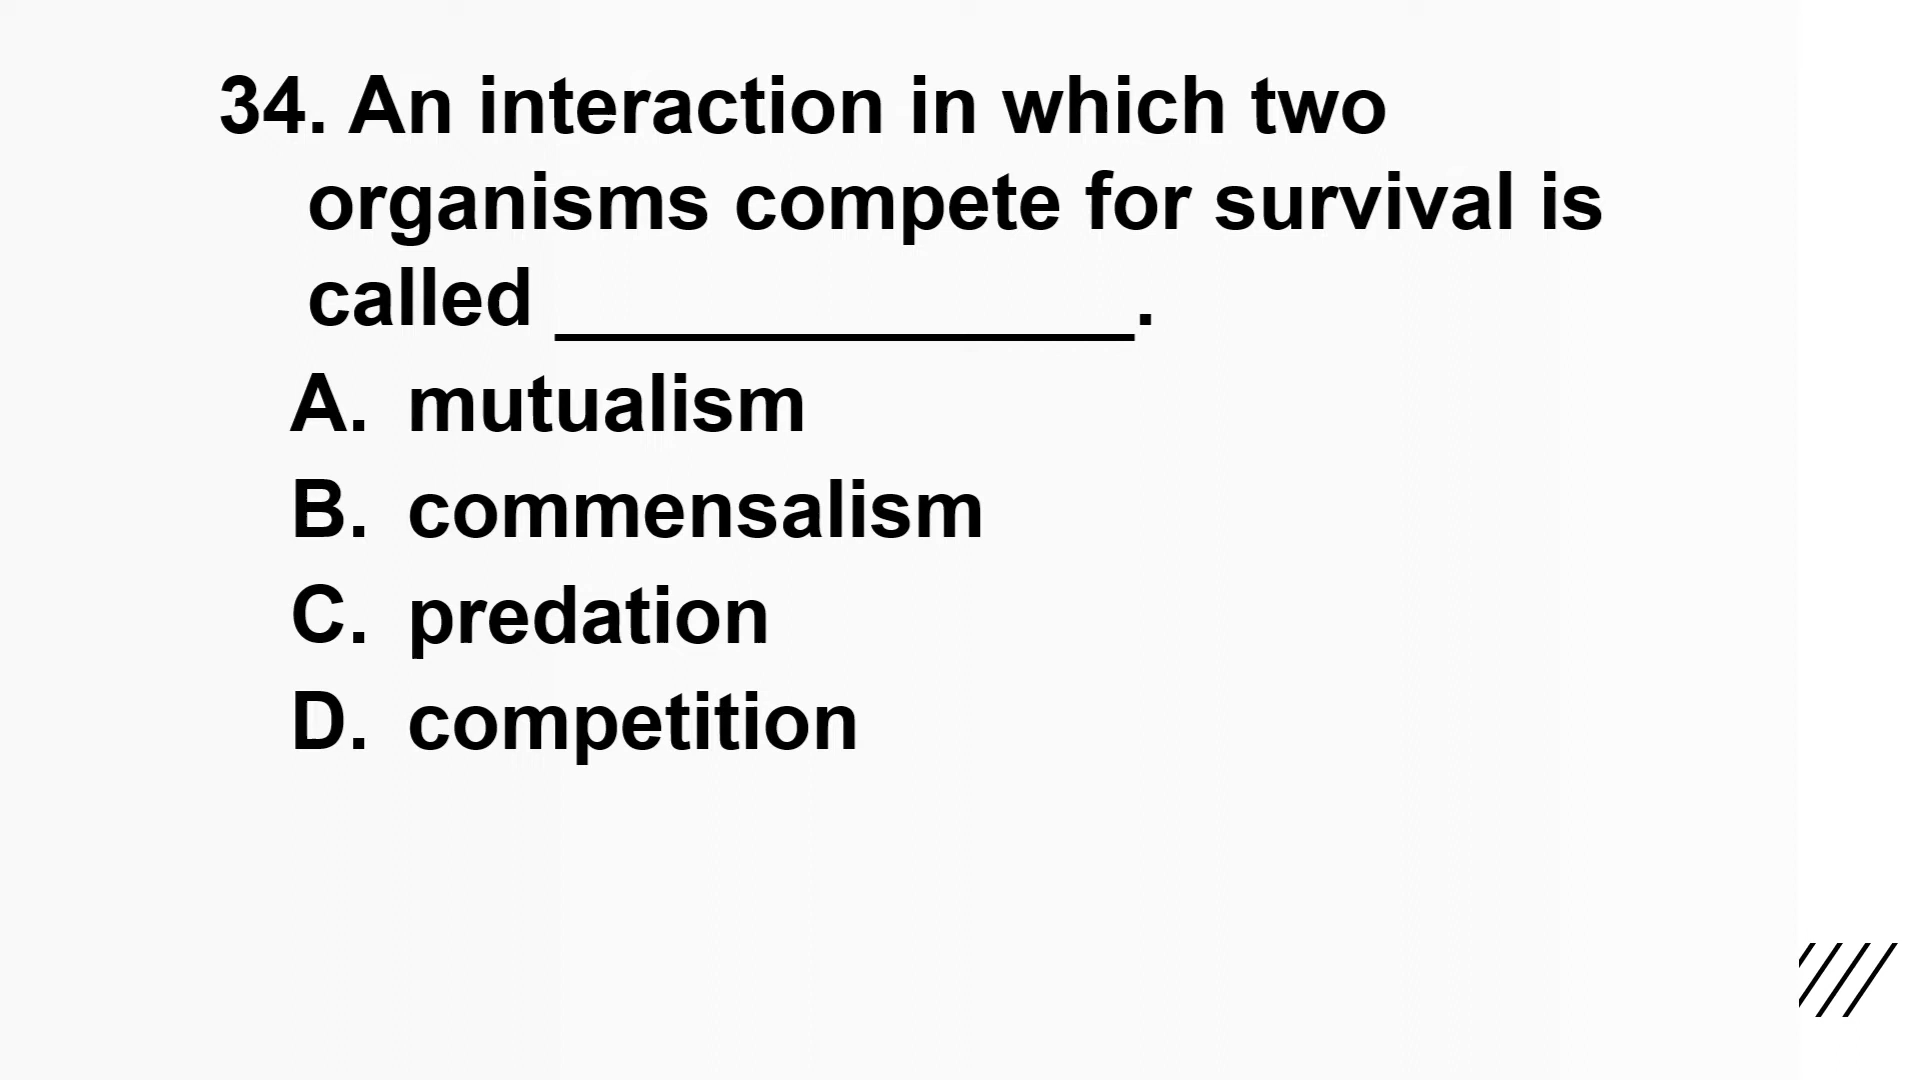 34. An interaction in which two
organisms compete for survival is
called ______________.
A. mutualism
B. commensalism
C. predation
D. competition